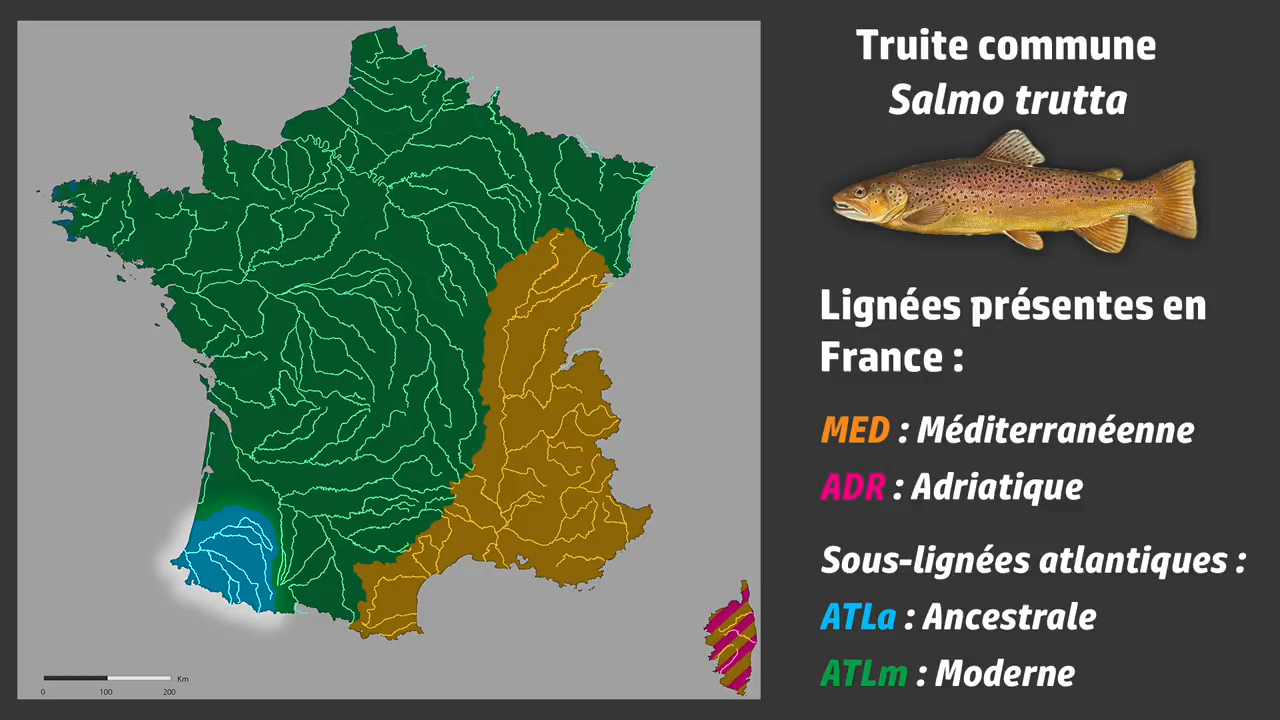 Truite commune
Salmo trutta
Lignées présentes en
France :
MED : Méditerranéenne
ADR : Adriatique
Sous-lignées atlantiques :
ATLa : Ancestrale
ATLm : Moderne
Km
0 100 200